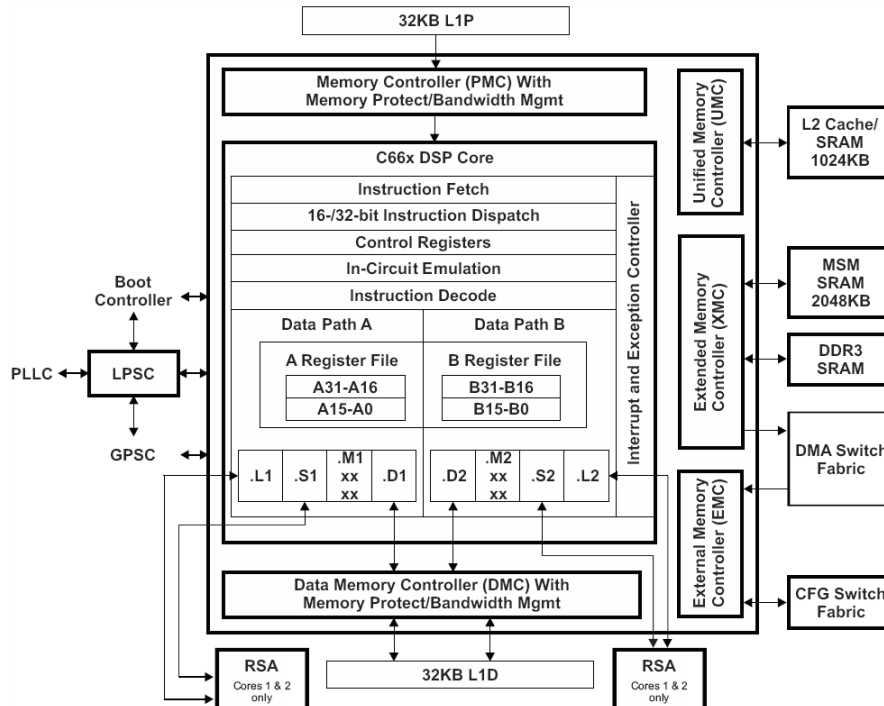 32KB L1P
Memory Controller (PMC) With
Memory Protect/Bandwidth Mgmt
C66x DSP Core
Instruction Fetch
16-/32-bit Instruction Dispatch
Control Registers
In-Circuit Emulation
Instruction Decode
Data Path A
Data Path B
A Register File
B Register File
A31-A16
A15-A0
B31-B16
B15-B0
.L1
.S1
.M1
xx
xx
.D1
.D2
.M2
xx
xx
.S2
.L2
Interrupt and Exception Controller
Data Memory Controller (DMC) With
Memory Protect/Bandwidth Mgmt
32KB L1D
Boot
Controller
PLLC
LPSC
GPSC
Unified Memory
Controller (UMC)
Extended Memory
Controller (XMC)
External Memory
Controller (EMC)
L2 Cache/
SRAM
1024KB
MSM
SRAM
2048KB
DDR3
SRAM
DMA Switch
Fabric
CFG Switch
Fabric
RSA
Cores 1 & 2
only
RSA
Cores 1 & 2
only